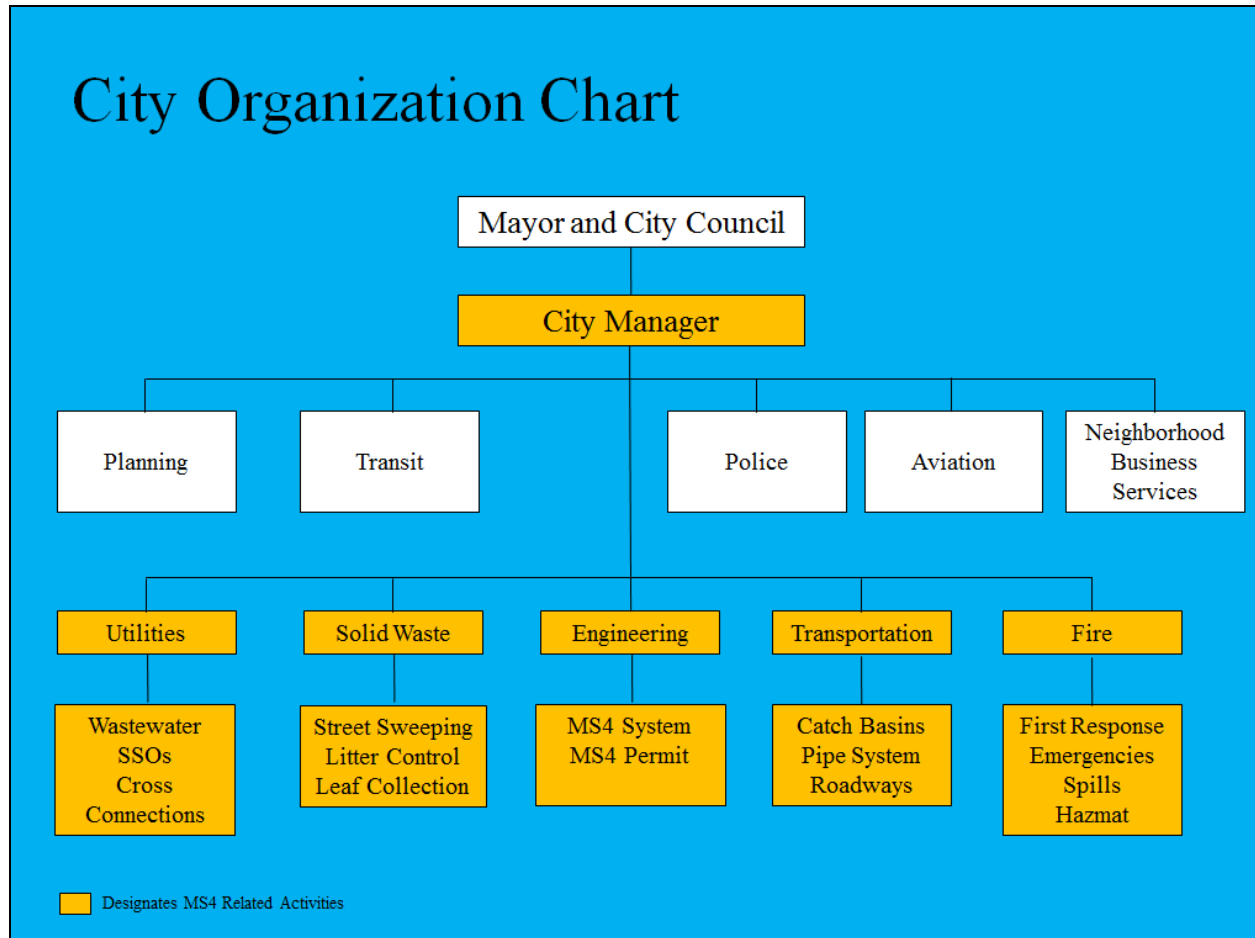 City Organization Chart
Mayor and City Council
City Manager
Planning
Transit
Police
Aviation
Neighborhood
Business
Services
Utilities
Solid Waste
Engineering
Transportation
Fire
Wastewater
SSOs
Cross
Connections
Street Sweeping
Litter Control
Leaf Collection
MS4 System
MS4 Permit
Catch Basins
Pipe System
Roadways
First Response
Emergencies
Spills
Hazmat
Designates MS4 Related Activities